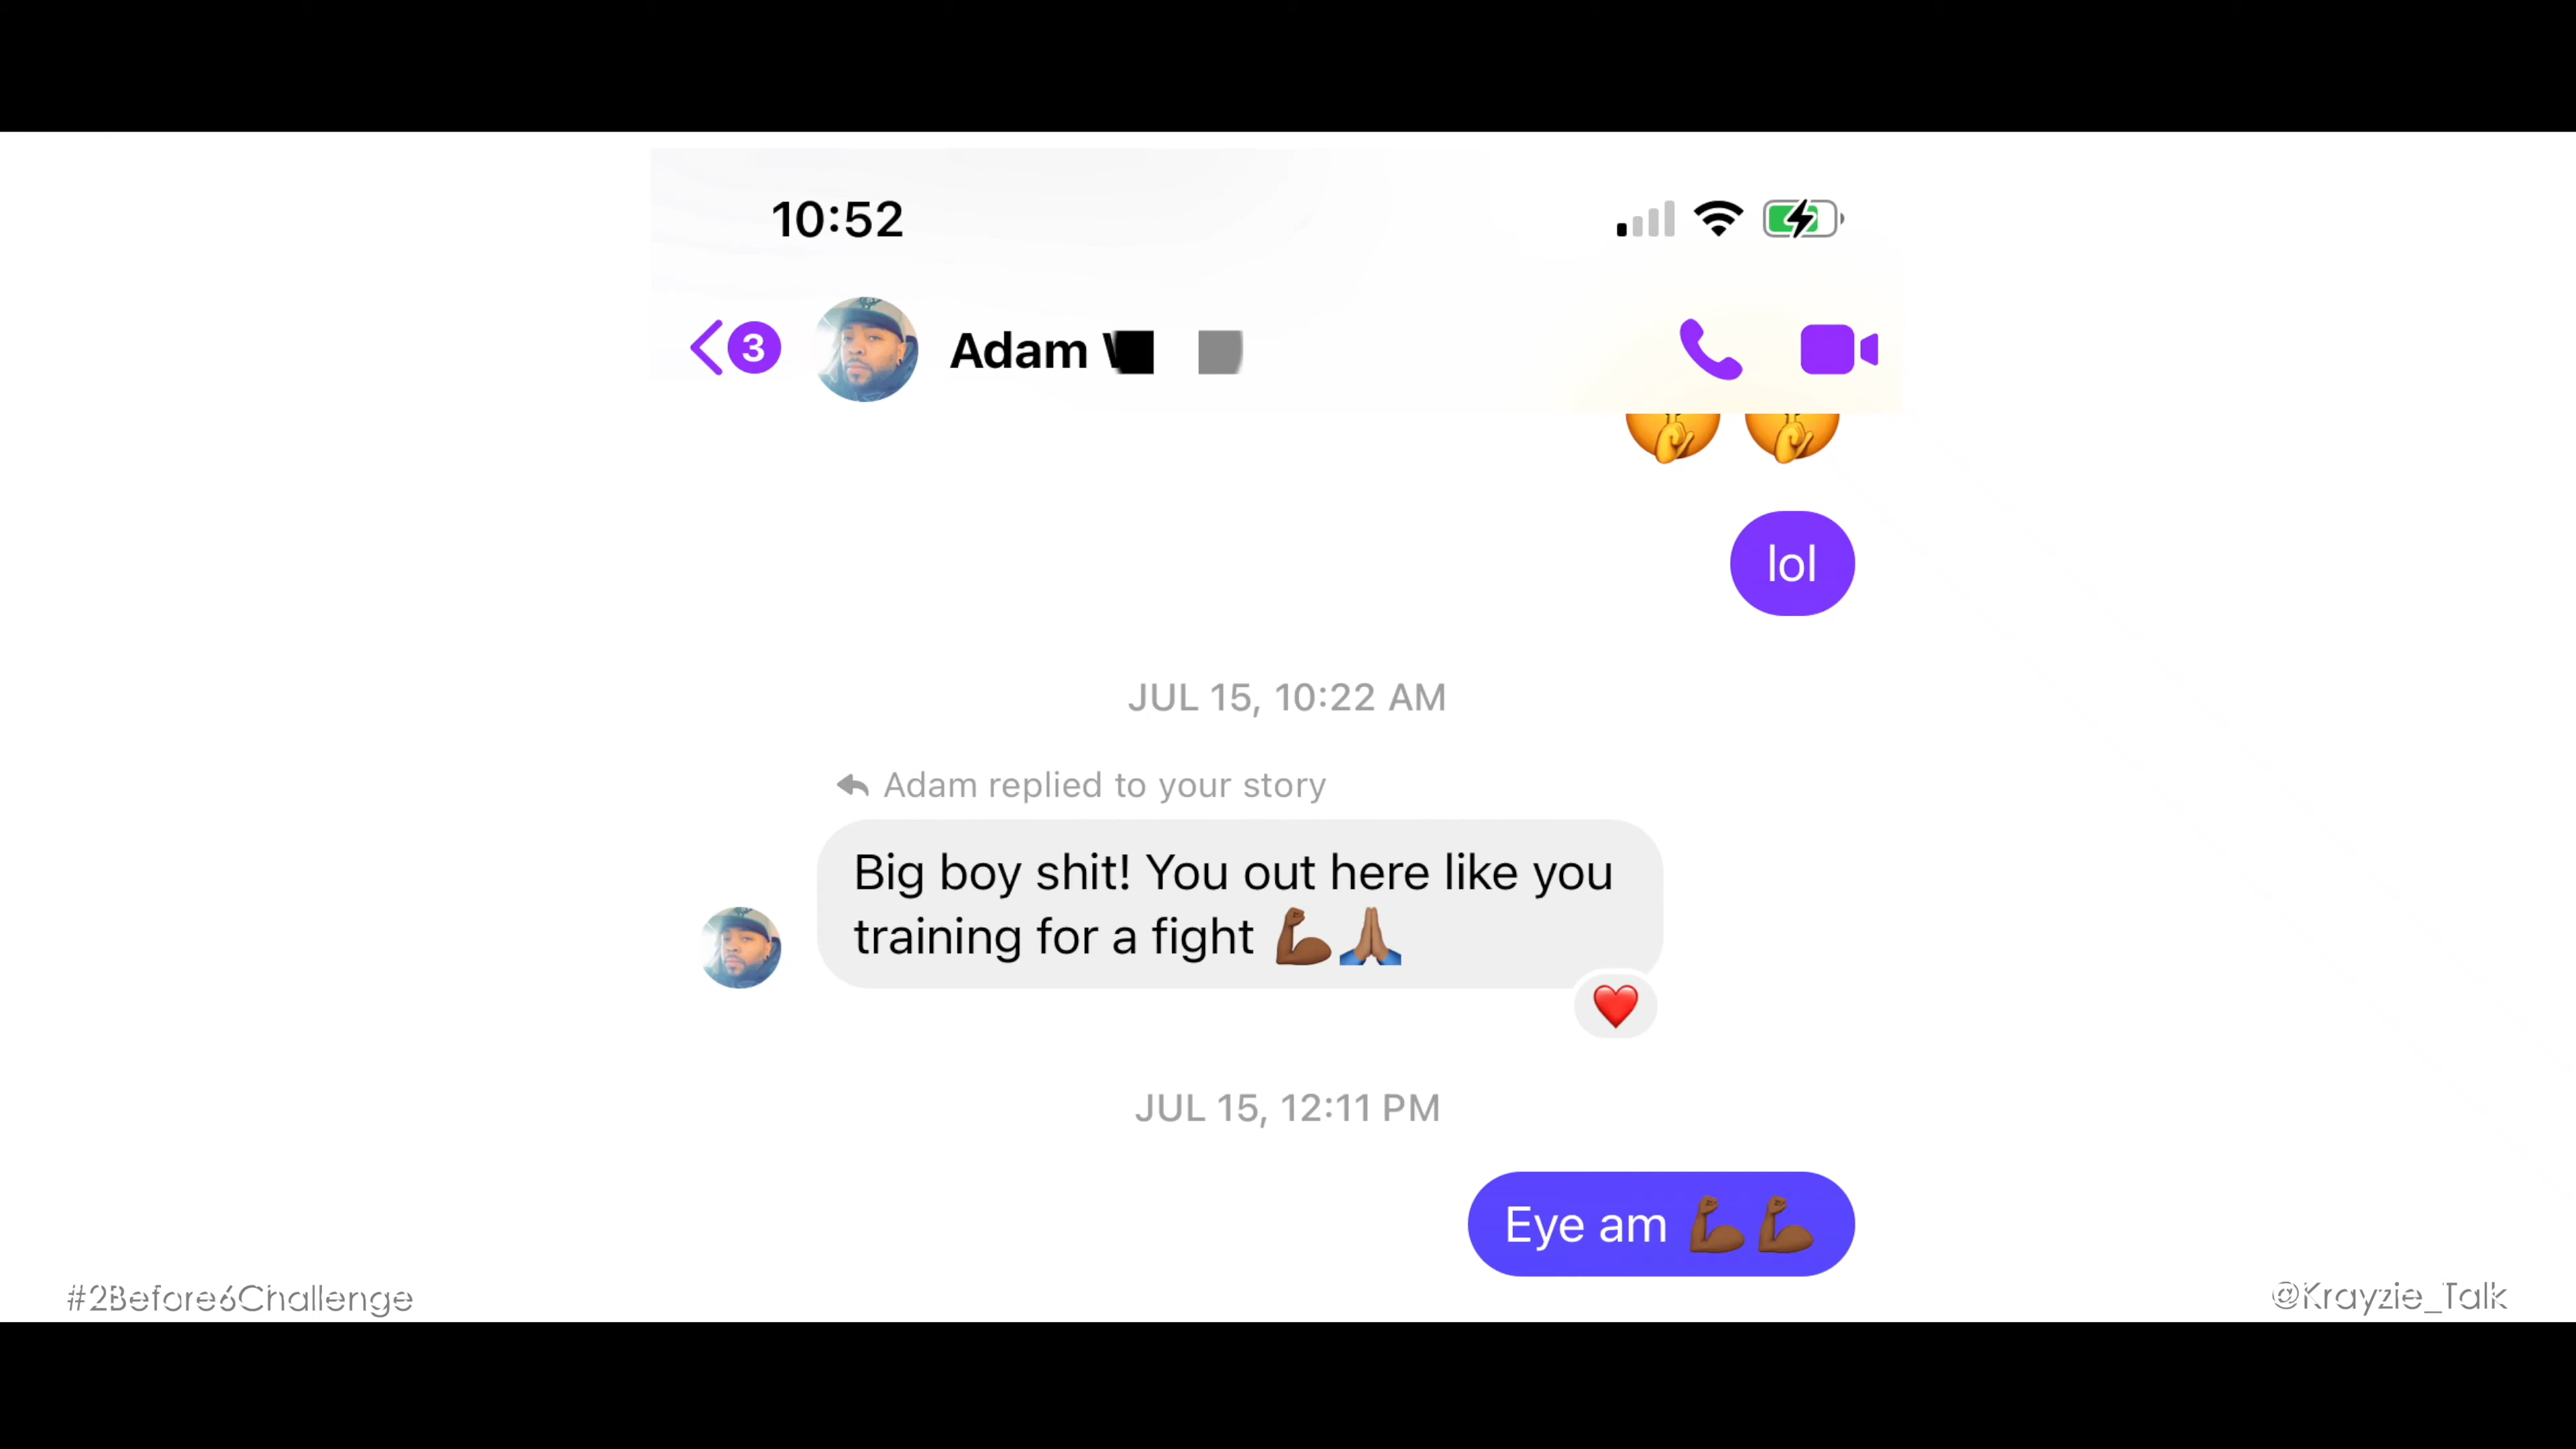 10:52
3
Adam
lol
JUL 15, 10:22 AM
Adam replied to your story
Big boy shit! You out here like you
training for a fight 💪🏾🙏🏽
❤️
JUL 15, 12:11 PM
Eye am 💪🏾💪🏾
#2Before6Challenge
@Krayzie_Talk